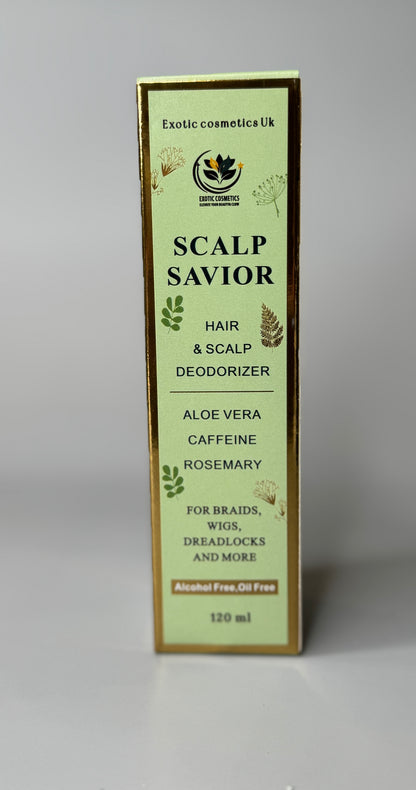 Exotic cosmetics Uk
EXOTIC COSMETICS
SCALP
SAVIOR
HAIR
& SCALP
DEODORIZER
ALOE VERA
CAFFEINE
ROSEMARY
FOR BRAIDS,
WIGS,
DREADLOCKS
AND MORE
Alcohol Free,Oil Free
120 ml